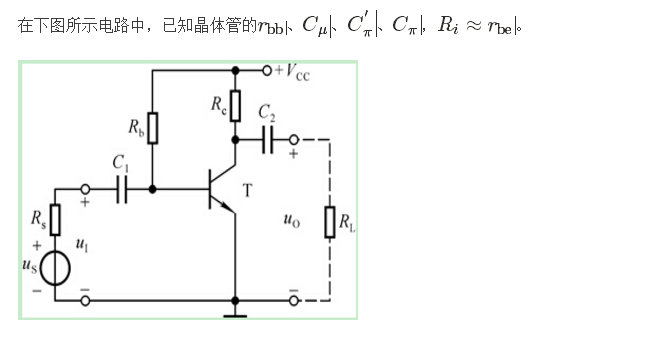 在下图所示电路中，已知晶体管的rbb|、Cμ|、C′π|、Cπ|，Ri ≈ rbe|。
+VCC
Rc
C2
Rb
+
C1
T
+
Rs
uO
RL
+
uI
us
−
−
−